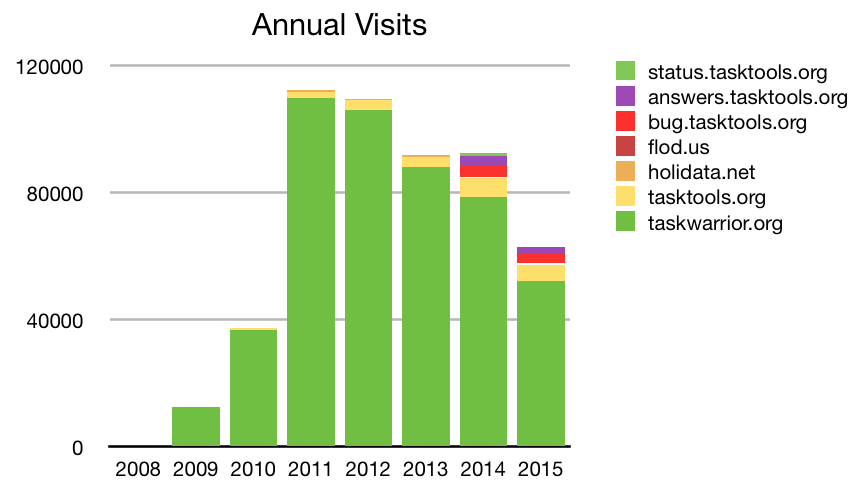 Annual Visits
120000
80000
40000
0
2008 2009 2010 2011 2012 2013 2014 2015
status.tasktools.org
answers.tasktools.org
bug.tasktools.org
flod.us
holidata.net
tasktools.org
taskwarrior.org